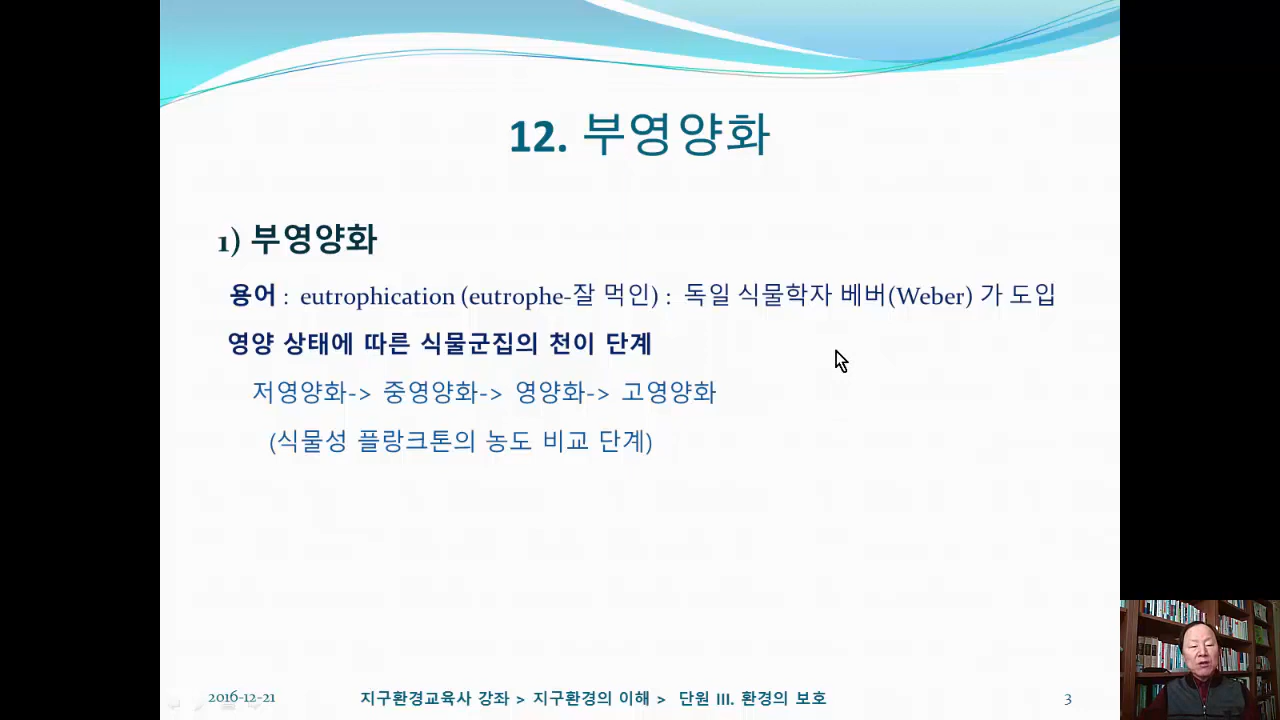 12. 부영양화
1) 부영양화
용어 : eutrophication (eutrophe-잘 먹인) : 독일 식물학자 베버(Weber) 가 도입
영양 상태에 따른 식물군집의 천이 단계
저영양화-> 중영양화-> 영양화-> 고영양화
(식물성 플랑크톤의 농도 비교 단계)
2016-12-21 지구환경교육사 강좌 > 지구환경의 이해 > 단원 III. 환경의 보호 3